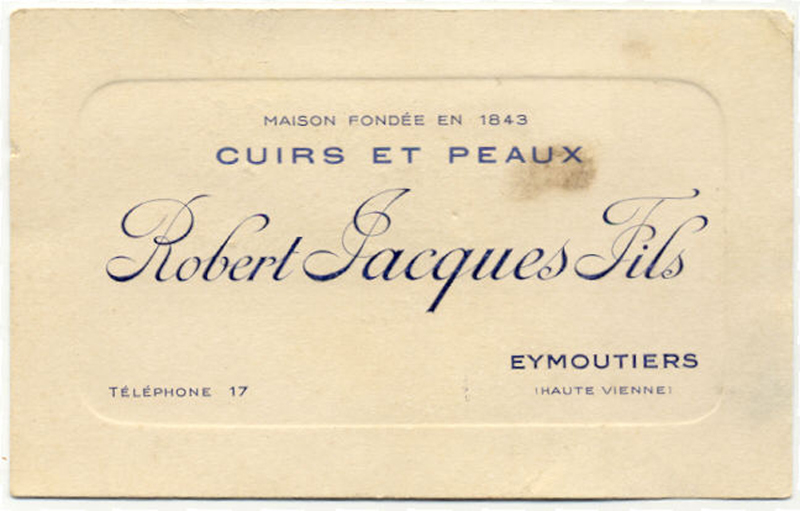 MAISON FONDÉE EN 1843
CUIRS ET PEAUX
Robert Jacques Fils
EYMOUTIERS
TÉLÉPHONE 17
(HAUTE VIENNE)